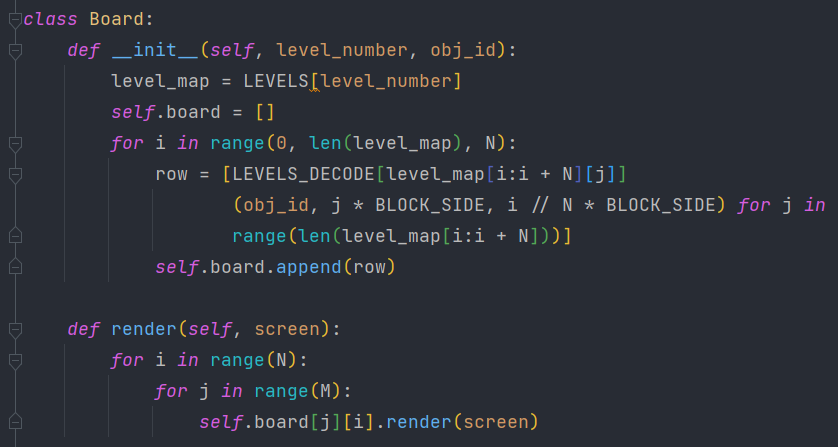 class Board:
    def __init__(self, level_number, obj_id):
        level_map = LEVELS[level_number]
        self.board = []
        for i in range(0, len(level_map), N):
            row = [LEVELS_DECODE[level_map[i:i + N][j]]
                   (obj_id, j * BLOCK_SIDE, i // N * BLOCK_SIDE) for j in
                   range(len(level_map[i:i + N]))]
            self.board.append(row)

    def render(self, screen):
        for i in range(N):
            for j in range(M):
                self.board[j][i].render(screen)